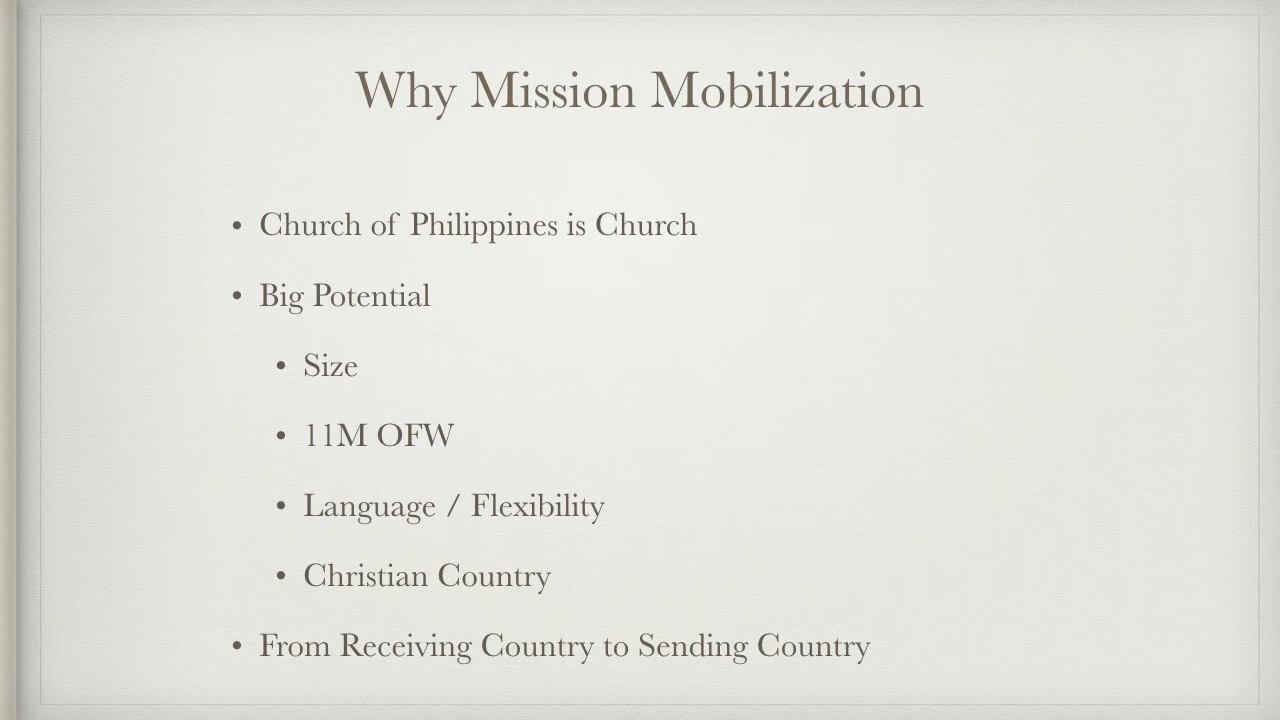 Why Mission Mobilization
• Church of Philippines is Church
• Big Potential
• Size
• 11M OFW
• Language / Flexibility
• Christian Country
• From Receiving Country to Sending Country